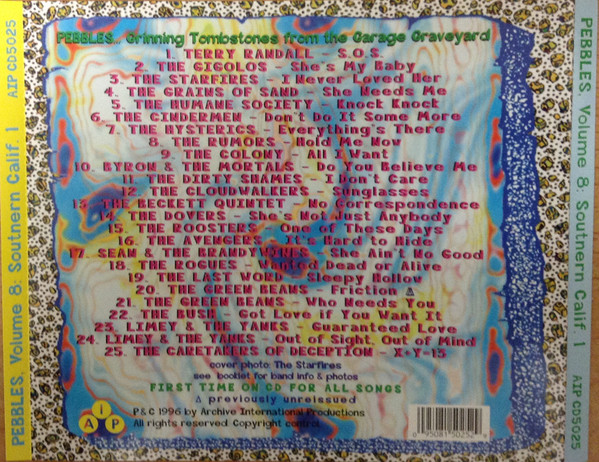 PEBBLES, Volume 8: Southern Calif. 1 AIP CD5025
PEBBLES... Grinning Tombstones from the Garage Graveyard
1. TERRY RANDALL - S.O.S.
2. THE GIGOLOS - She's My Baby
3. THE STARFIRES - I Never Loved Her
4. THE GRAINS OF SAND - She Needs Me
5. THE HUMANE SOCIETY - Knock Knock
6. THE CINDERMEN - Don't Do It Some More
7. THE HYSTERICS - Everything's There
8. THE RUMORS - Hold Me Now
9. THE COLONY - All I Want
10. BYRON & THE MORTALS - Do You Believe Me
11. THE DIRTY SHAMES - I Don't Care
12. THE CLOUDWALKERS - Sunglasses
13. THE BECKETT QUINTET - No Correspondence
14. THE DOVERS - She's Not Just Anybody
15. THE ROOSTERS - One of These Days
16. THE AVENGERS - It's Hard to Hide
17. SEAN & THE BRANDYWINES - She Ain't No Good
18. THE ROGUES - Wanted Dead or Alive
19. THE LAST WORD - Sleepy Hollow
20. THE GREEN BEANS - Friction
21. THE GREEN BEANS - Who Needs You
22. THE BUSH - Got Love if You Want It
23. LIMEY & THE YANKS - Guaranteed Love
24. LIMEY & THE YANKS - Out of Sight, Out of Mind
25. THE CARETAKERS OF DECEPTION - X-Y-15
cover photo: The Starfires
see booklet for band info & photos
FIRST TIME ON CD FOR ALL SONGS
Δ previously unreissued
P & C 1996 by Archive International Productions
All rights reserved Copyright control
AIP
95081 50252
PEBBLES, Volume 8: Southern Calif. 1 AIP CD5025